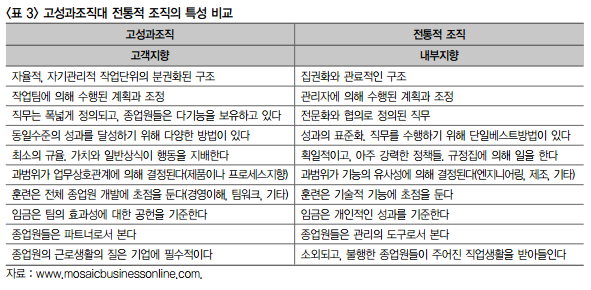 <표 3> 고성과조직대 전통적 조직의 특성 비교
고성과조직 전통적 조직
고객지향 내부지향
자율적, 자기관리적 작업단위의 분권화된 구조 집권화와 관료적인 구조
작업팀에 의해 수행된 계획과 조정 관리자에 의해 수행된 계획과 조정
직무는 폭넓게 정의되고, 종업원들은 다기능을 보유하고 있다 전문화와 협의로 정의된 직무
동일수준의 성과를 달성하기 위해 다양한 방법이 있다 성과의 표준화, 직무를 수행하기 위해 단일베스트방법이 있다
최소의 규율, 가치와 일반상식이 행동을 지배한다 획일적이고, 아주 강력한 정책들, 규정집에 의해 일을 한다
과범위가 업무상호관계에 의해 결정된다(제품이나 프로세스지향) 과범위가 기능의 유사성에 의해 결정된다(엔지니어링, 제조, 기타)
훈련은 전체 종업원 개발에 초점을 둔다(경영이해, 팀워크, 기타) 훈련은 기술적 기능에 초점을 둔다
임금은 팀의 효과성에 대한 공헌을 기준한다 임금은 개인적인 성과를 기준한다
종업원들은 파트너로서 본다 종업원들은 관리의 도구로서 본다
종업원의 근로생활의 질은 기업에 필수적이다 소외되고, 불행한 종업원들이 주어진 직업생활을 받아들인다
자료 : www.mosaicbusinessonline.com.